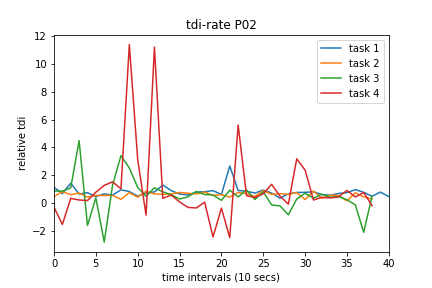 tdi-rate P02
12
10
8
6
4
2
0
−2
relative tdi
task 1
task 2
task 3
task 4
0 5 10 15 20 25 30 35 40
time intervals (10 secs)